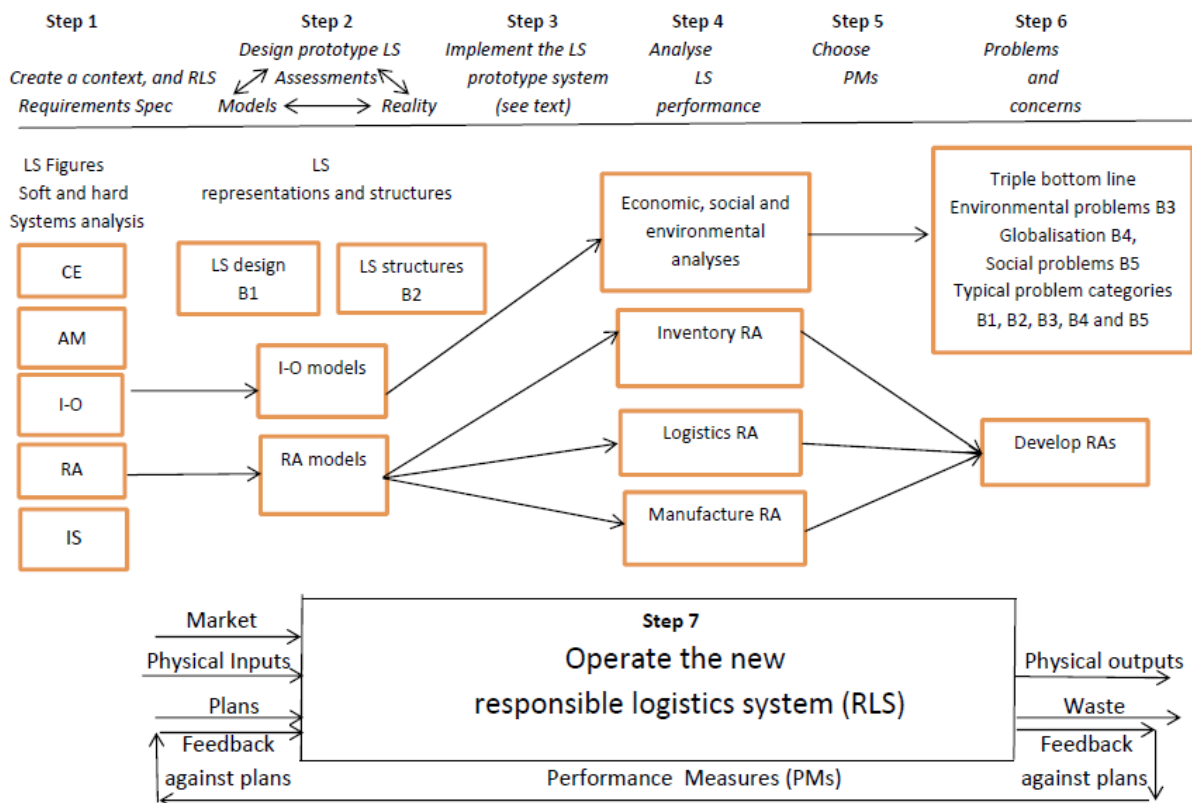 Step 1
Create a context, and RLS
Requirements Spec
Step 2
Design prototype LS
Assessments
Models
Reality
Step 3
Implement the LS
prototype system
(see text)
Step 4
Analyse
LS
performance
Step 5
Choose
PMs
Step 6
Problems
and
concerns
LS Figures
Soft and hard
Systems analysis
CE
AM
I-O
RA
IS
LS
representations and structures
LS design
B1
LS structures
B2
I-O models
RA models
Economic, social and
environmental
analyses
Inventory RA
Logistics RA
Manufacture RA
Triple bottom line
Environmental problems B3
Globalisation B4,
Social problems B5
Typical problem categories
B1, B2, B3, B4 and B5
Develop RAs
Market
Physical Inputs
Plans
Feedback
against plans
Step 7
Operate the new
responsible logistics system (RLS)
Physical outputs
Waste
Feedback
against plans
Performance Measures (PMs)